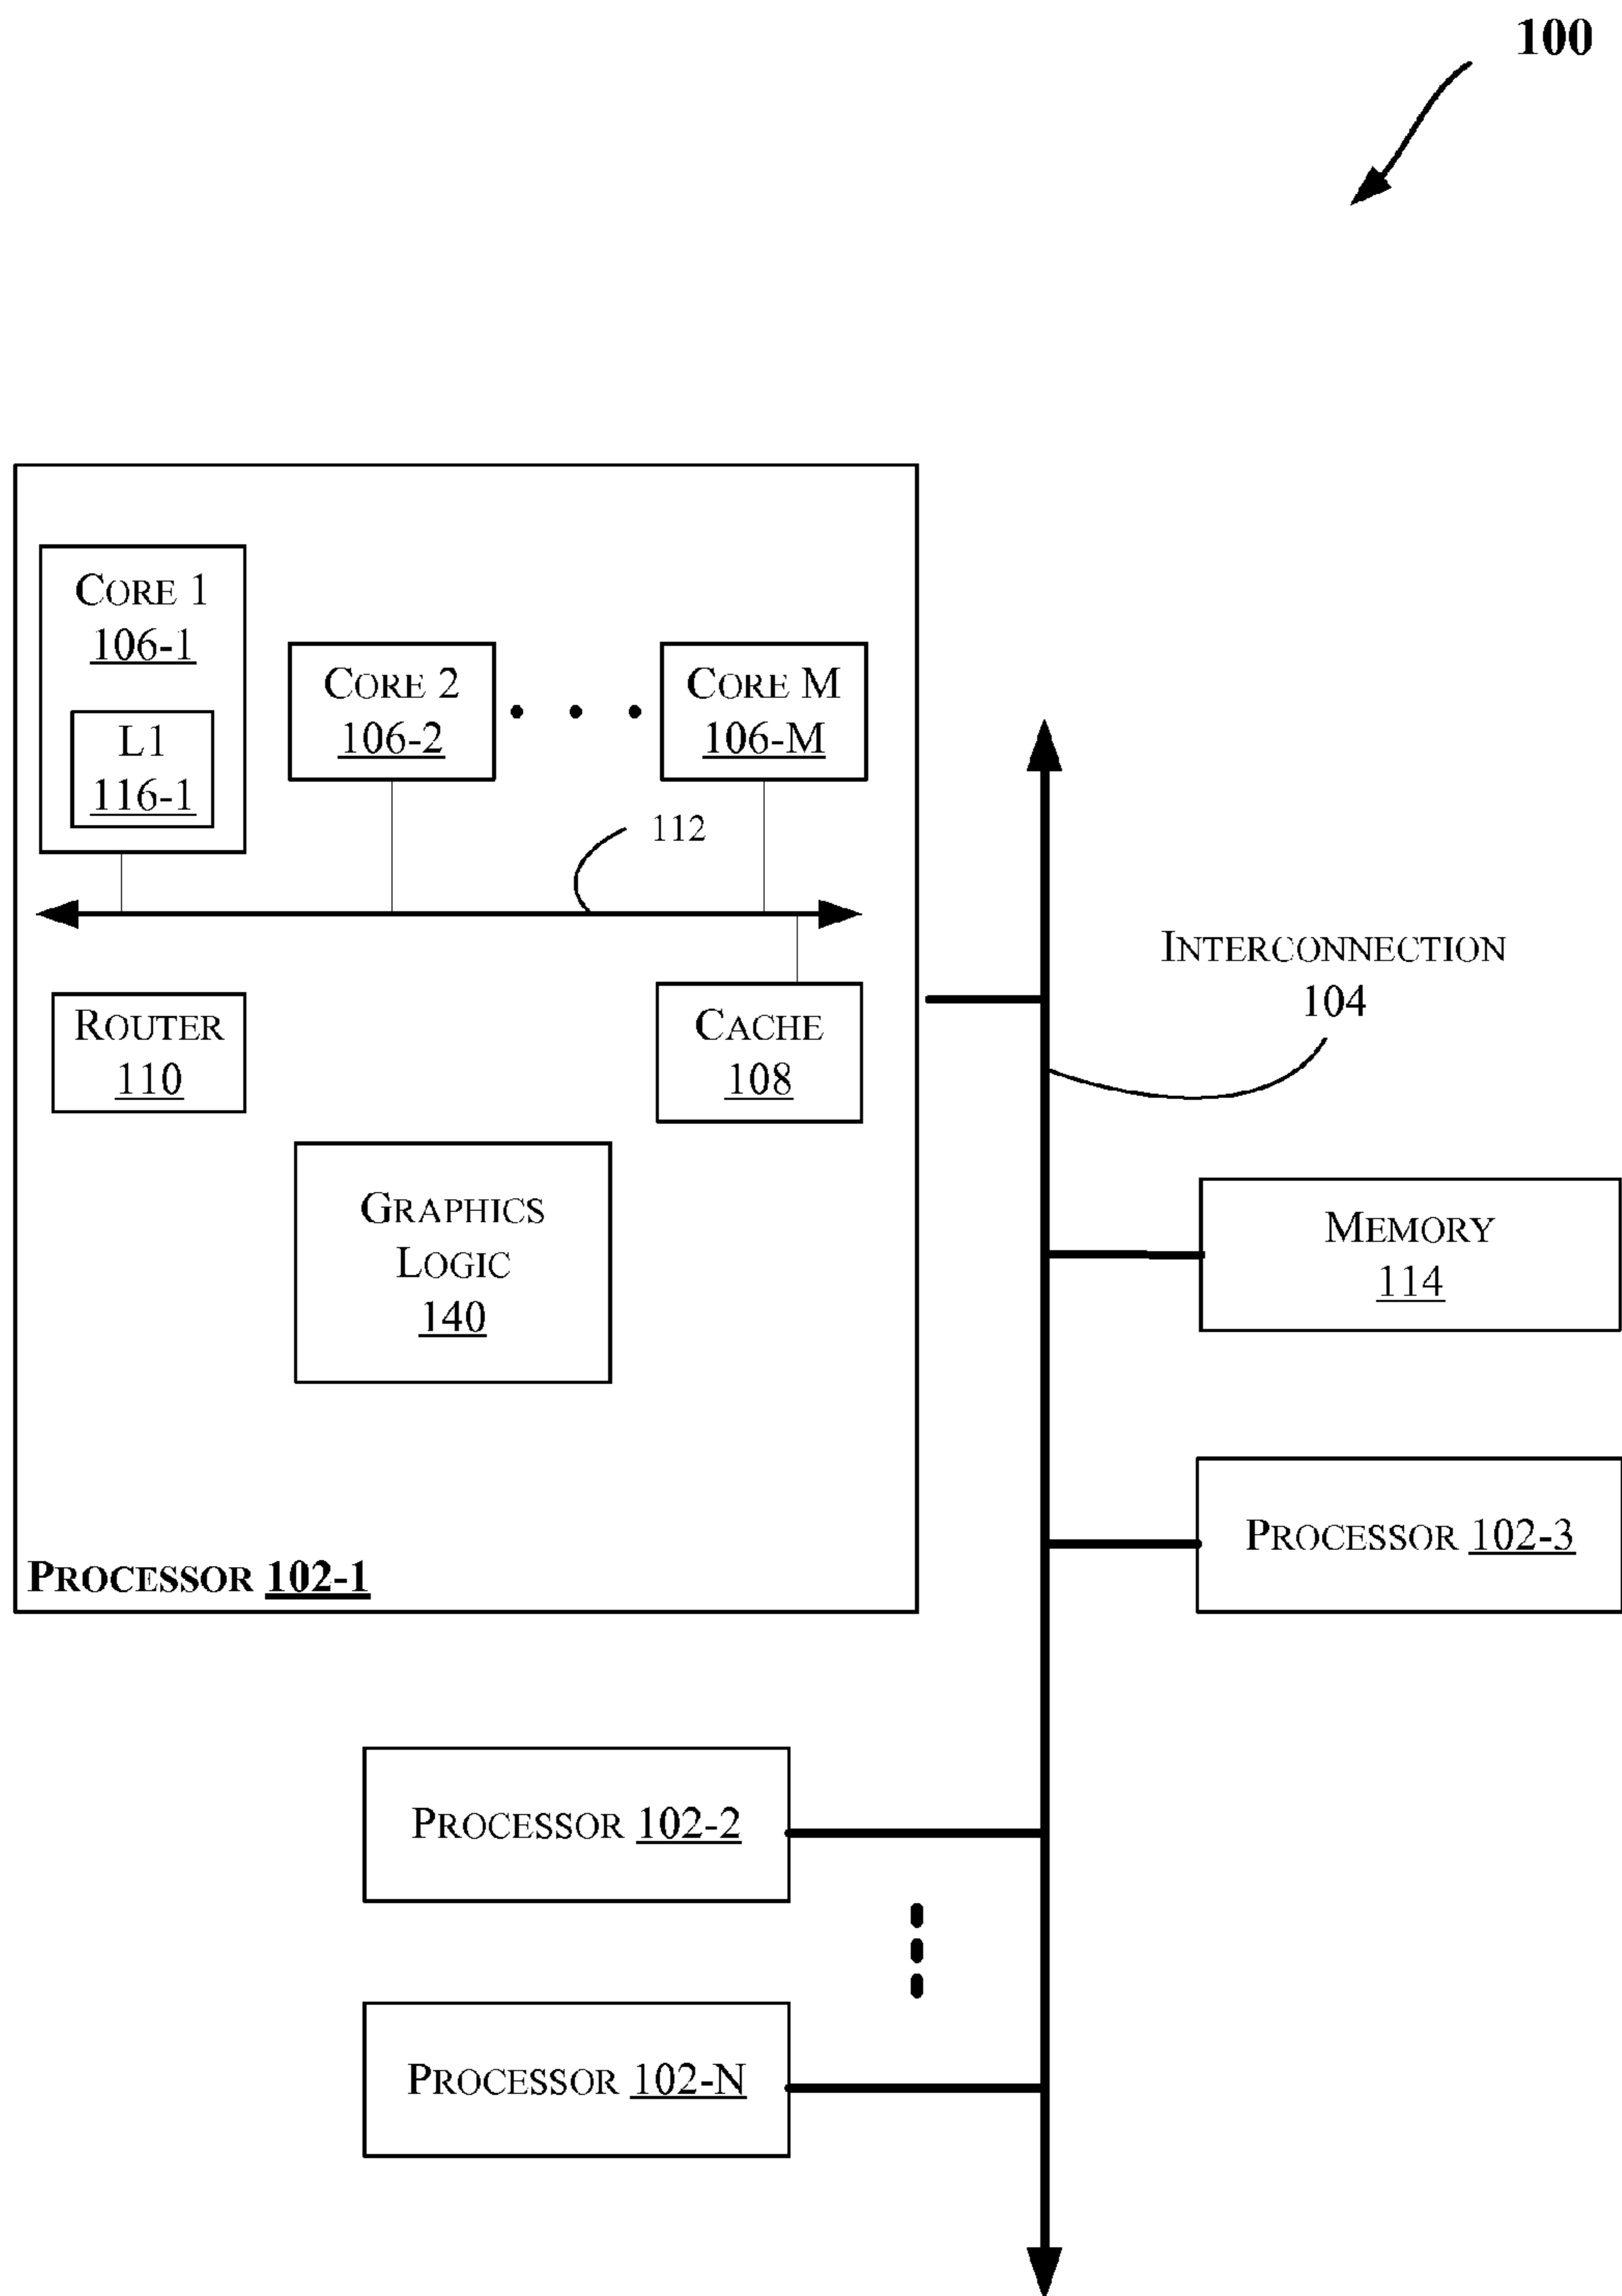 100
CORE 1
106-1
L1
116-1
CORE 2
106-2
CORE M
106-M
112
ROUTER
110
CACHE
108
GRAPHICS
LOGIC
140
PROCESSOR 102-1
INTERCONNECTION
104
MEMORY
114
PROCESSOR 102-3
PROCESSOR 102-2
PROCESSOR 102-N